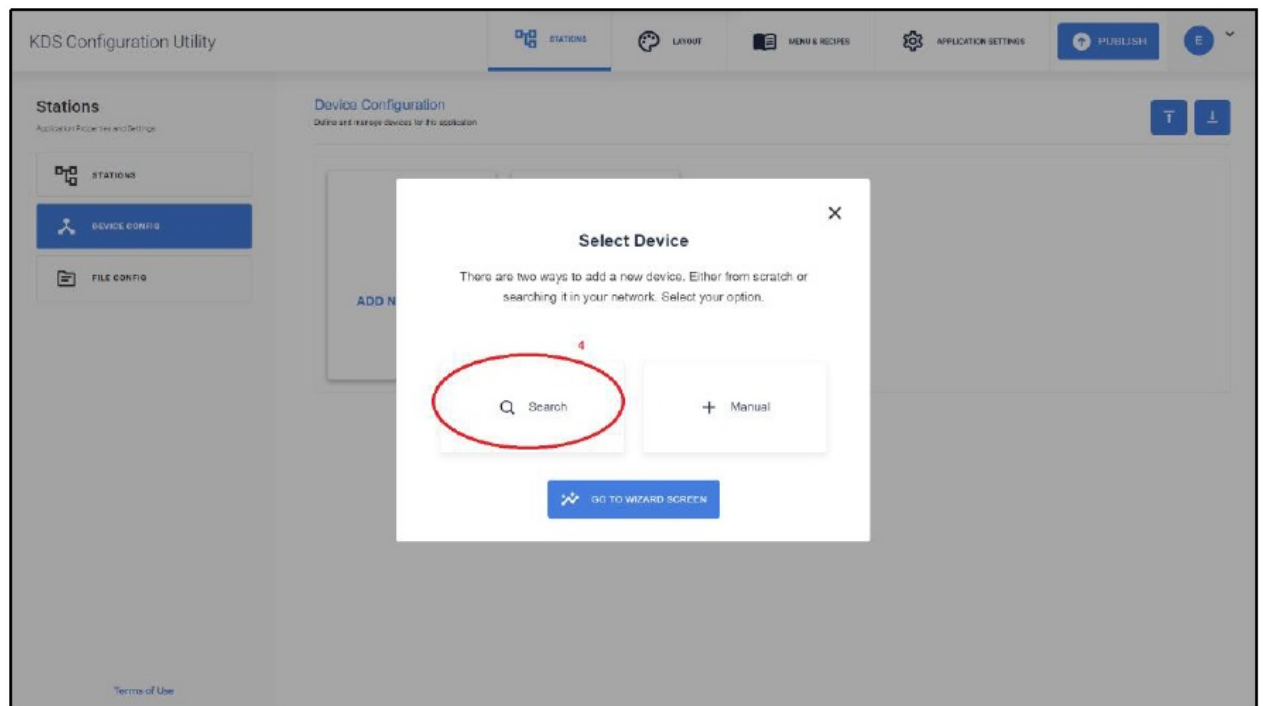 KDS Configuration Utility
STATIONS
LAYOUT
MENU & RECIPES
APPLICATION SETTINGS
PUBLISH
E
Stations
Application Properties and Settings
Device Configuration
Define and manage devices for this application
STATIONS
DEVICE CONFIG
FILE CONFIG
ADD N
Select Device
There are two ways to add a new device. Either from scratch or
searching it in your network. Select your option.
4
Search
Manual
GO TO WIZARD SCREEN
Terms of Use